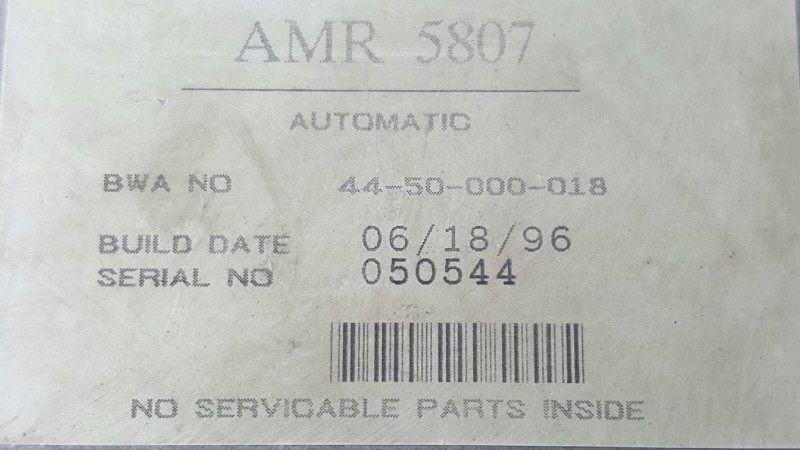 AMR 5807
AUTOMATIC
BWA NO 44-50-000-018
BUILD DATE 06/18/96
SERIAL NO 050544
NO SERVICABLE PARTS INSIDE